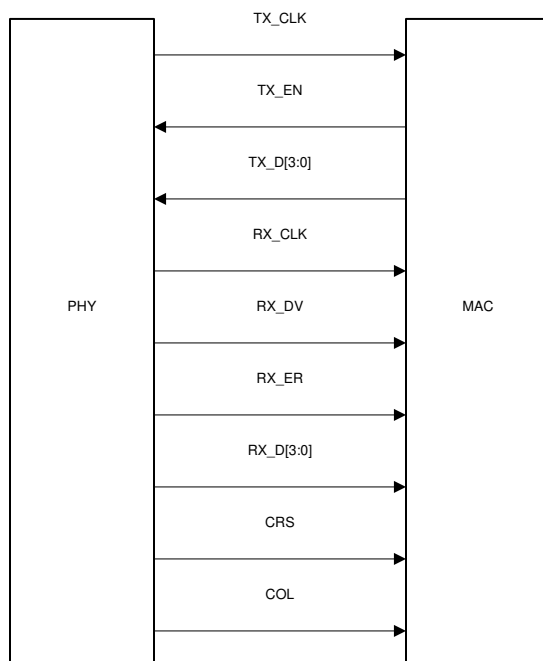 TX_CLK
TX_EN
TX_D[3:0]
RX_CLK
PHY
RX_DV
MAC
RX_ER
RX_D[3:0]
CRS
COL